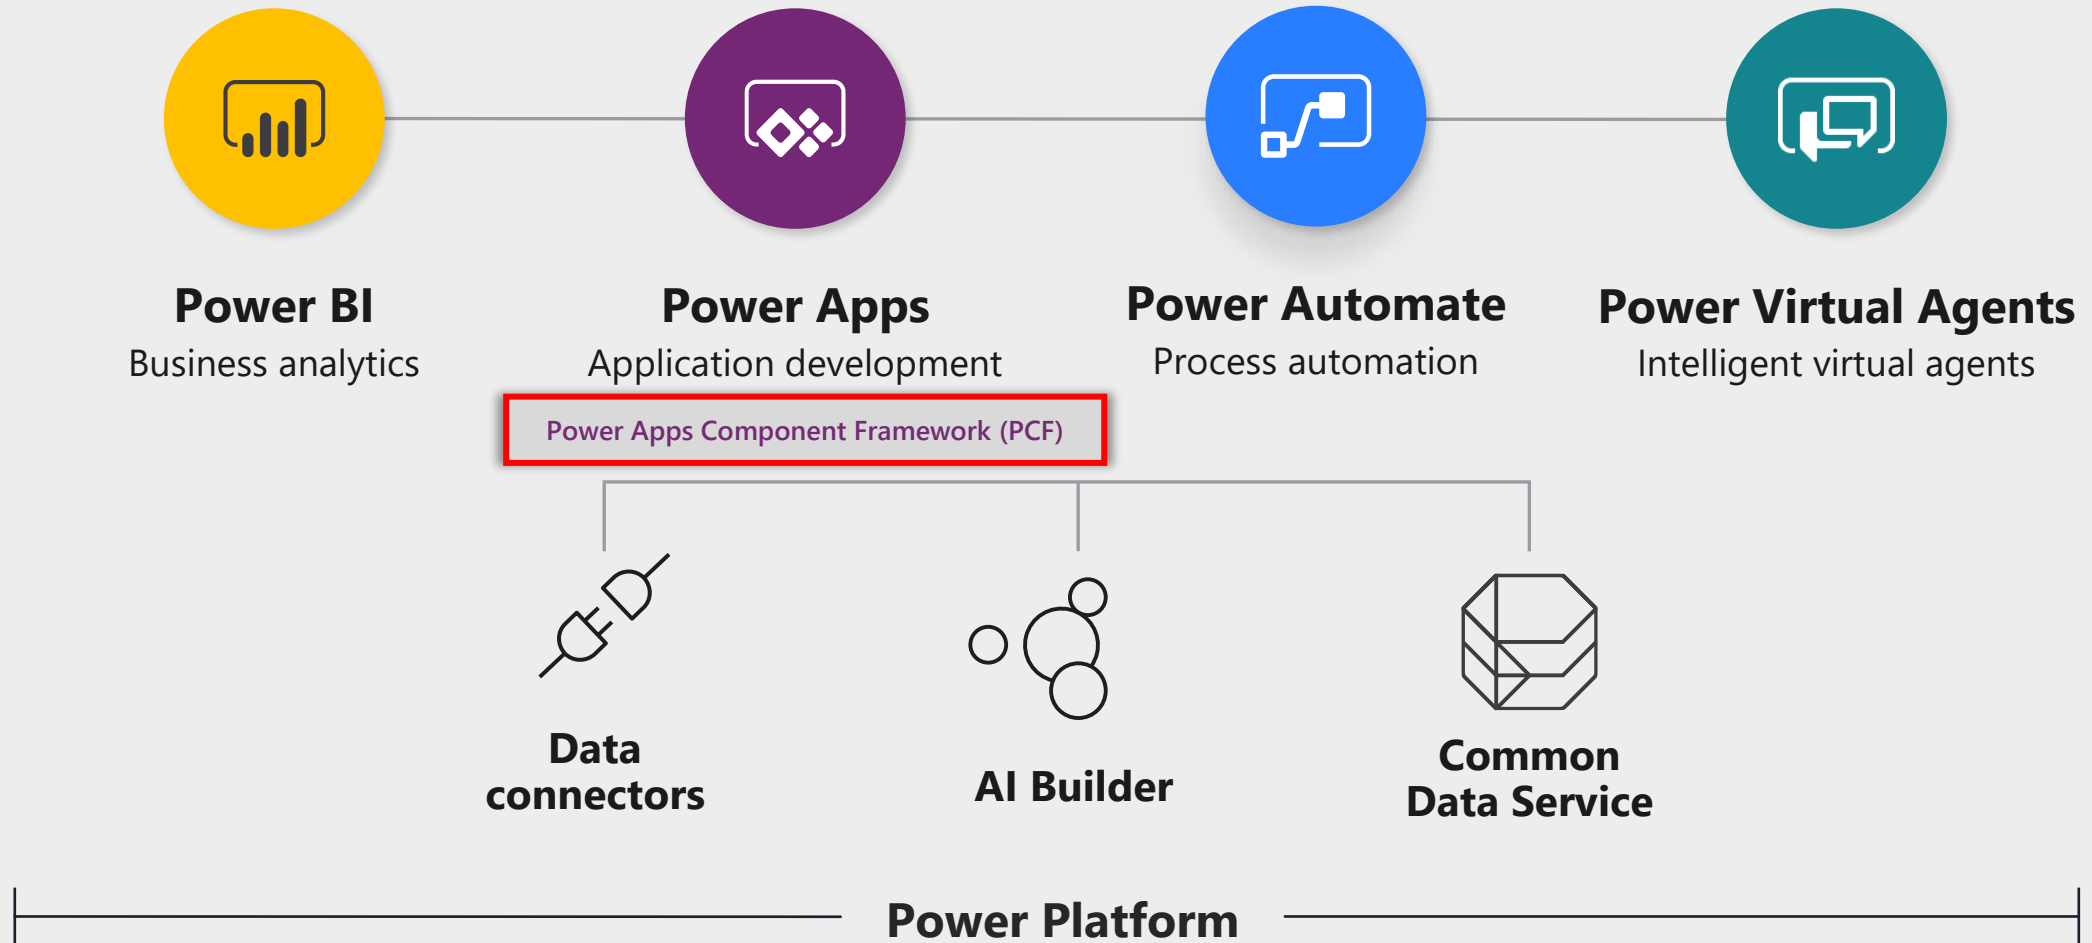 Power BI
Business analytics
Power Apps
Application development
Power Apps Component Framework (PCF)
Power Automate
Process automation
Power Virtual Agents
Intelligent virtual agents
Data
connectors
AI Builder
Common
Data Service
Power Platform